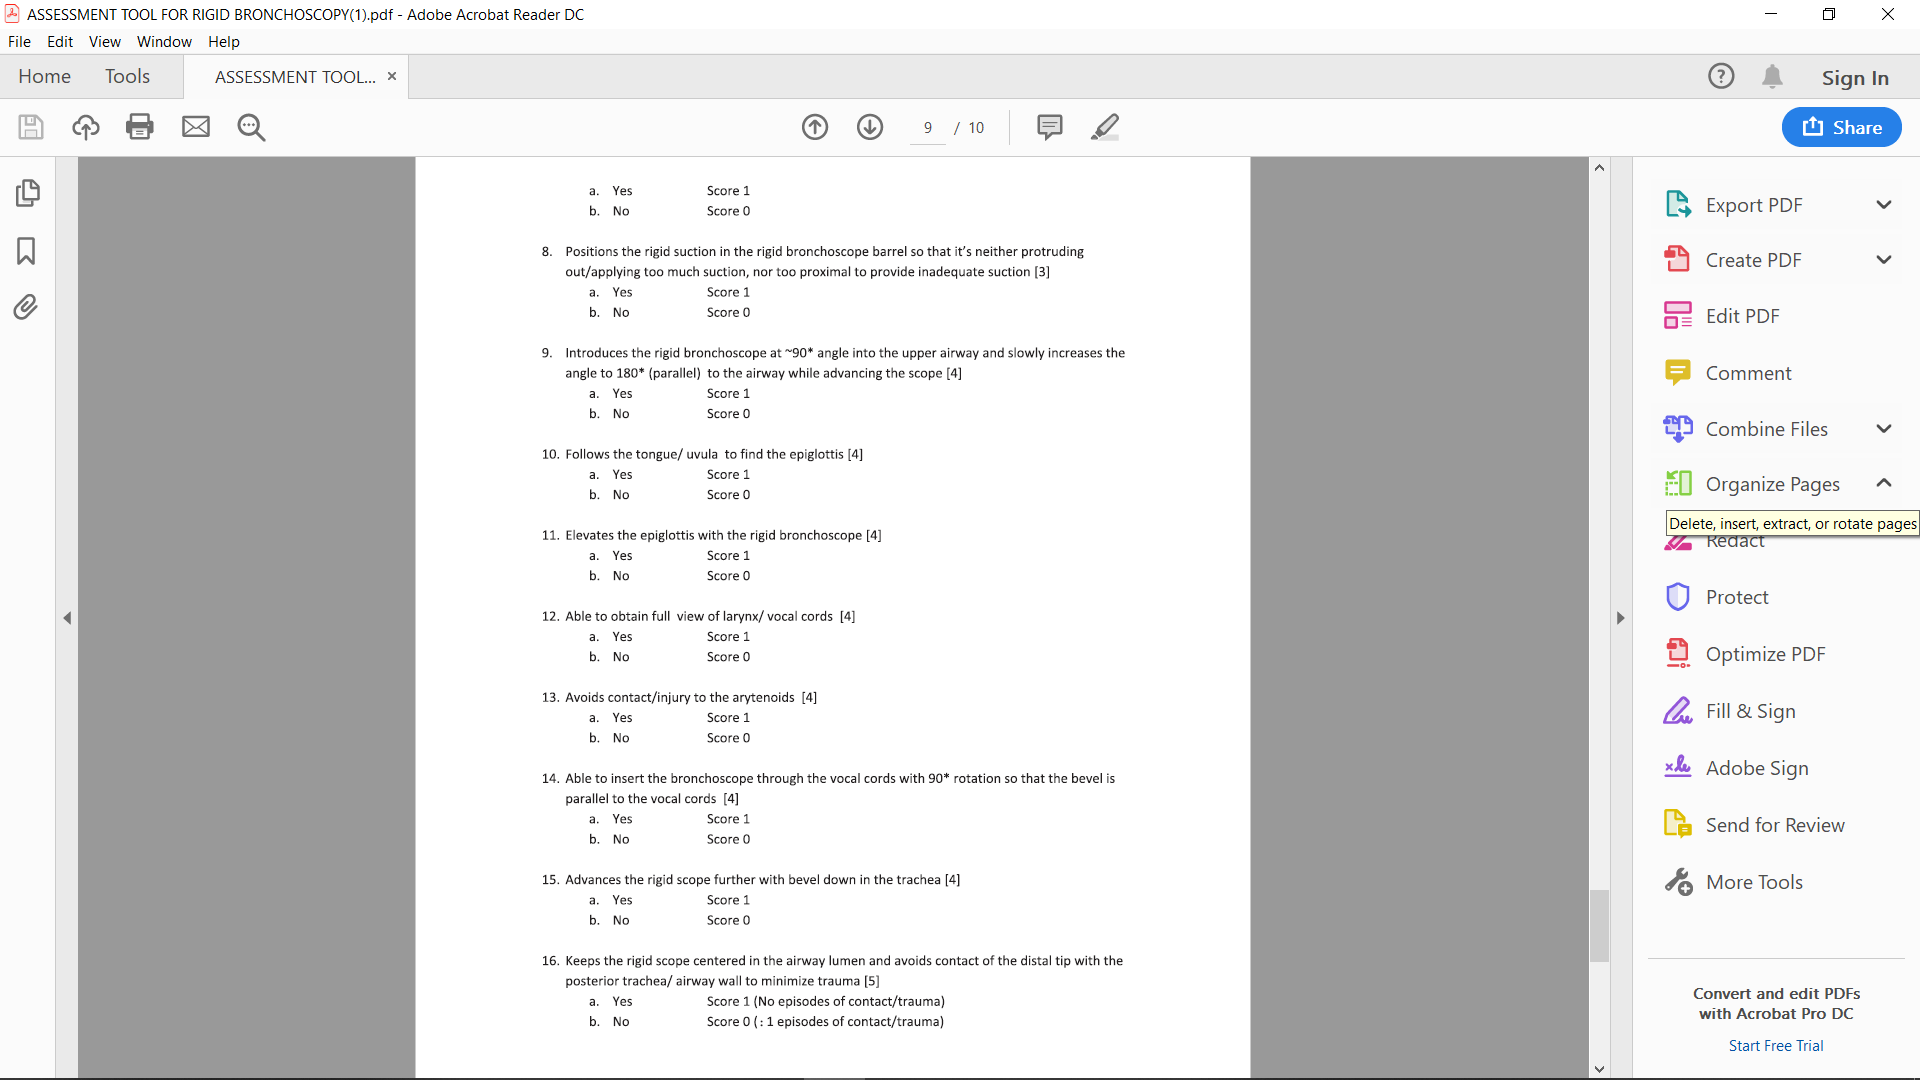 ASSESSMENT TOOL FOR RIGID BRONCHOSCOPY(1).pdf - Adobe Acrobat Reader DC
File Edit View Window Help
Home Tools ASSESSMENT TOOL... ×
? Sign In
9 / 10
Share
a. Yes Score 1
b. No Score 0
8. Positions the rigid suction in the rigid bronchoscope barrel so that it's neither protruding
out/applying too much suction, nor too proximal to provide inadequate suction [3]
a. Yes Score 1
b. No Score 0
9. Introduces the rigid bronchoscope at ~90* angle into the upper airway and slowly increases the
angle to 180* (parallel) to the airway while advancing the scope [4]
a. Yes Score 1
b. No Score 0
10. Follows the tongue/ uvula to find the epiglottis [4]
a. Yes Score 1
b. No Score 0
11. Elevates the epiglottis with the rigid bronchoscope [4]
a. Yes Score 1
b. No Score 0
12. Able to obtain full view of larynx/ vocal cords [4]
a. Yes Score 1
b. No Score 0
13. Avoids contact/injury to the arytenoids [4]
a. Yes Score 1
b. No Score 0
14. Able to insert the bronchoscope through the vocal cords with 90* rotation so that the bevel is
parallel to the vocal cords [4]
a. Yes Score 1
b. No Score 0
15. Advances the rigid scope further with bevel down in the trachea [4]
a. Yes Score 1
b. No Score 0
16. Keeps the rigid scope centered in the airway lumen and avoids contact of the distal tip with the
posterior trachea/ airway wall to minimize trauma [5]
a. Yes Score 1 (No episodes of contact/trauma)
b. No Score 0 (: 1 episodes of contact/trauma)
Export PDF
Create PDF
Edit PDF
Comment
Combine Files
Organize Pages
Delete, insert, extract, or rotate pages
Redact
Protect
Optimize PDF
Fill & Sign
Adobe Sign
Send for Review
More Tools
Convert and edit PDFs
with Acrobat Pro DC
Start Free Trial